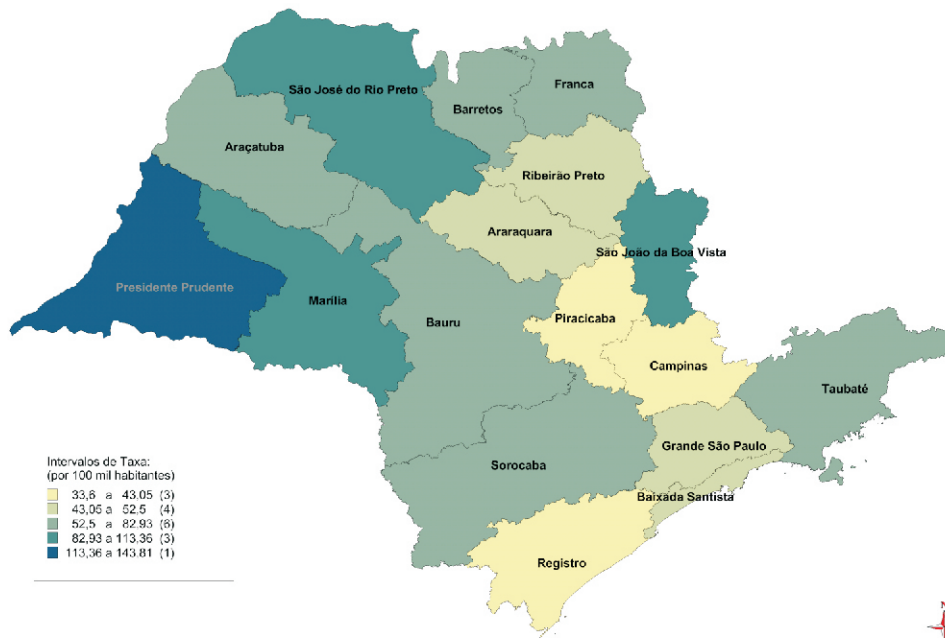 São José do Rio Preto
Barretos
Franca
Araçatuba
Ribeirão Preto
Araraquara
São João da Boa Vista
Presidente Prudente
Marília
Bauru
Piracicaba
Campinas
Taubaté
Grande São Paulo
Sorocaba
Baixada Santista
Registro
Intervalos de Taxa:
(por 100 mil habitantes)
33,6 a 43,05 (3)
43,05 a 52,5 (4)
52,5 a 82,93 (6)
82,93 a 113,36 (3)
113,36 a 143,81 (1)
N